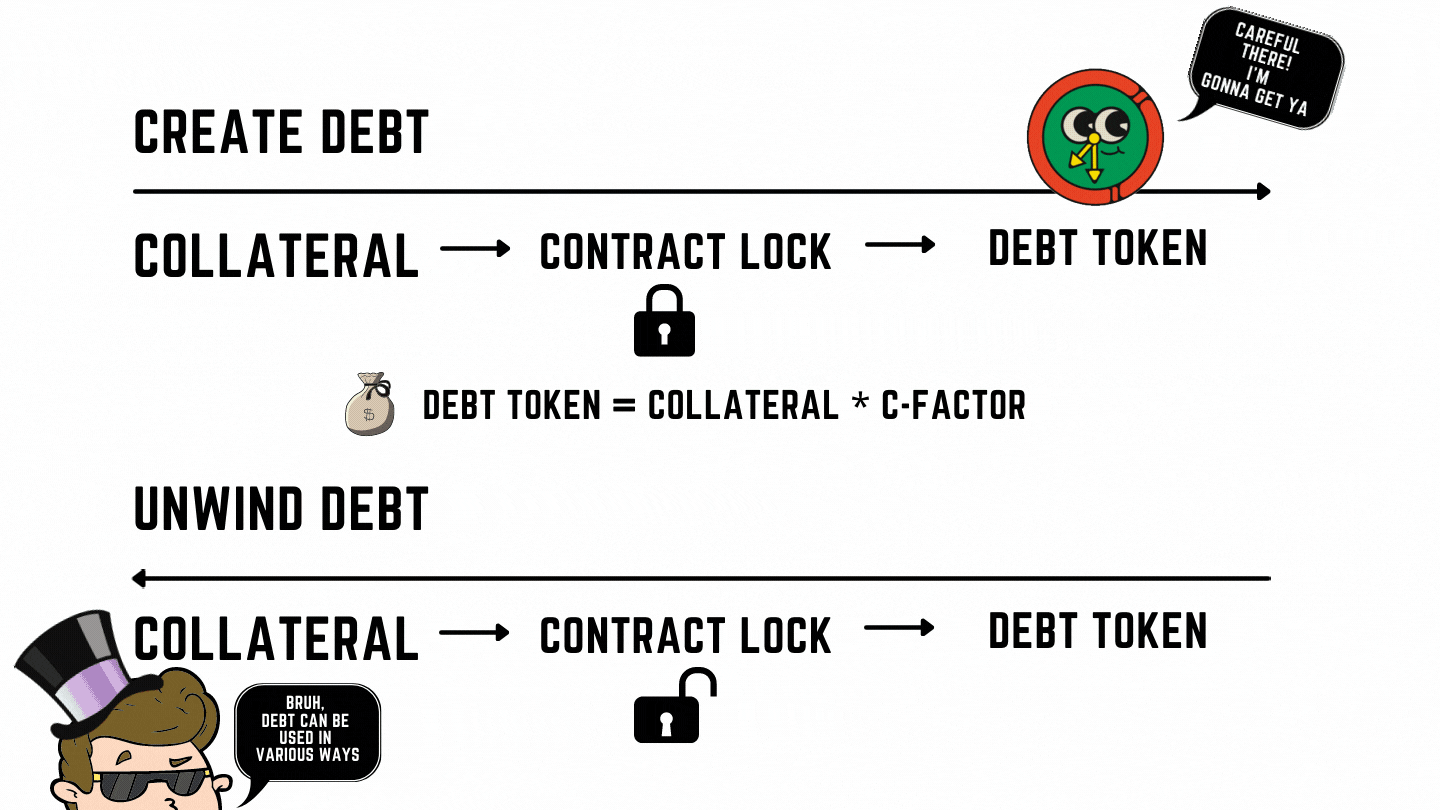 CAREFUL
THERE!
I'M
GONNA GET YA
CREATE DEBT
COLLATERAL → CONTRACT LOCK → DEBT TOKEN
$ DEBT TOKEN = COLLATERAL * C-FACTOR
UNWIND DEBT
COLLATERAL → CONTRACT LOCK → DEBT TOKEN
BRUH,
DEBT CAN BE
USED IN
VARIOUS WAYS